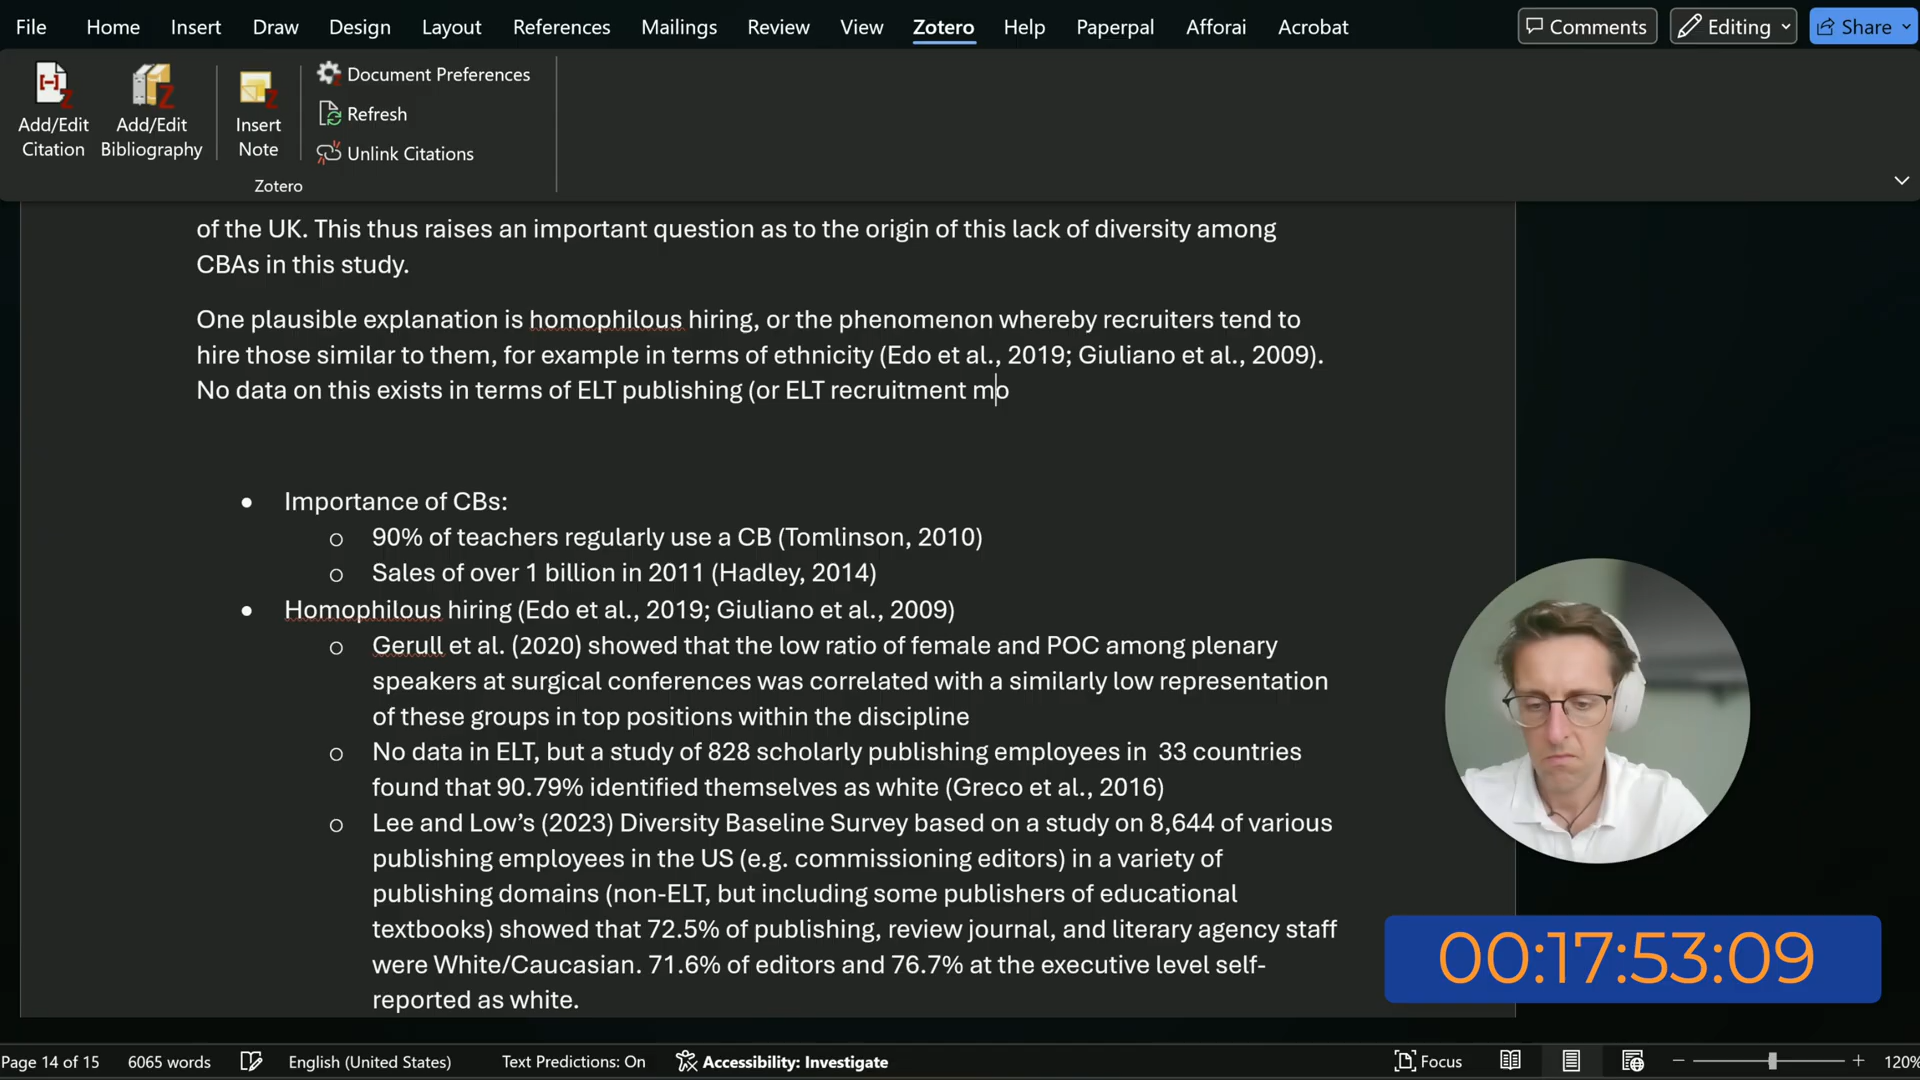 File Home Insert Draw Design Layout References Mailings Review View Zotero Help Paperpal Afforai Acrobat Comments Editing Share
Add/Edit Citation
Add/Edit Bibliography
Insert Note
Document Preferences
Refresh
Unlink Citations
Zotero
of the UK. This thus raises an important question as to the origin of this lack of diversity among
CBAs in this study.
One plausible explanation is homophilous hiring, or the phenomenon whereby recruiters tend to
hire those similar to them, for example in terms of ethnicity (Edo et al., 2019; Giuliano et al., 2009).
No data on this exists in terms of ELT publishing (or ELT recruitment mo
• Importance of CBs:
o 90% of teachers regularly use a CB (Tomlinson, 2010)
o Sales of over 1 billion in 2011 (Hadley, 2014)
• Homophilous hiring (Edo et al., 2019; Giuliano et al., 2009)
o Gerull et al. (2020) showed that the low ratio of female and POC among plenary
speakers at surgical conferences was correlated with a similarly low representation
of these groups in top positions within the discipline
o No data in ELT, but a study of 828 scholarly publishing employees in  33 countries
found that 90.79% identified themselves as white (Greco et al., 2016)
o Lee and Low’s (2023) Diversity Baseline Survey based on a study on 8,644 of various
publishing employees in the US (e.g. commissioning editors) in a variety of
publishing domains (non-ELT, but including some publishers of educational
textbooks) showed that 72.5% of publishing, review journal, and literary agency staff
were White/Caucasian. 71.6% of editors and 76.7% at the executive level self-
reported as white.
00:17:53:09
Page 14 of 15 6065 words English (United States) Text Predictions: On Accessibility: Investigate Focus 120%